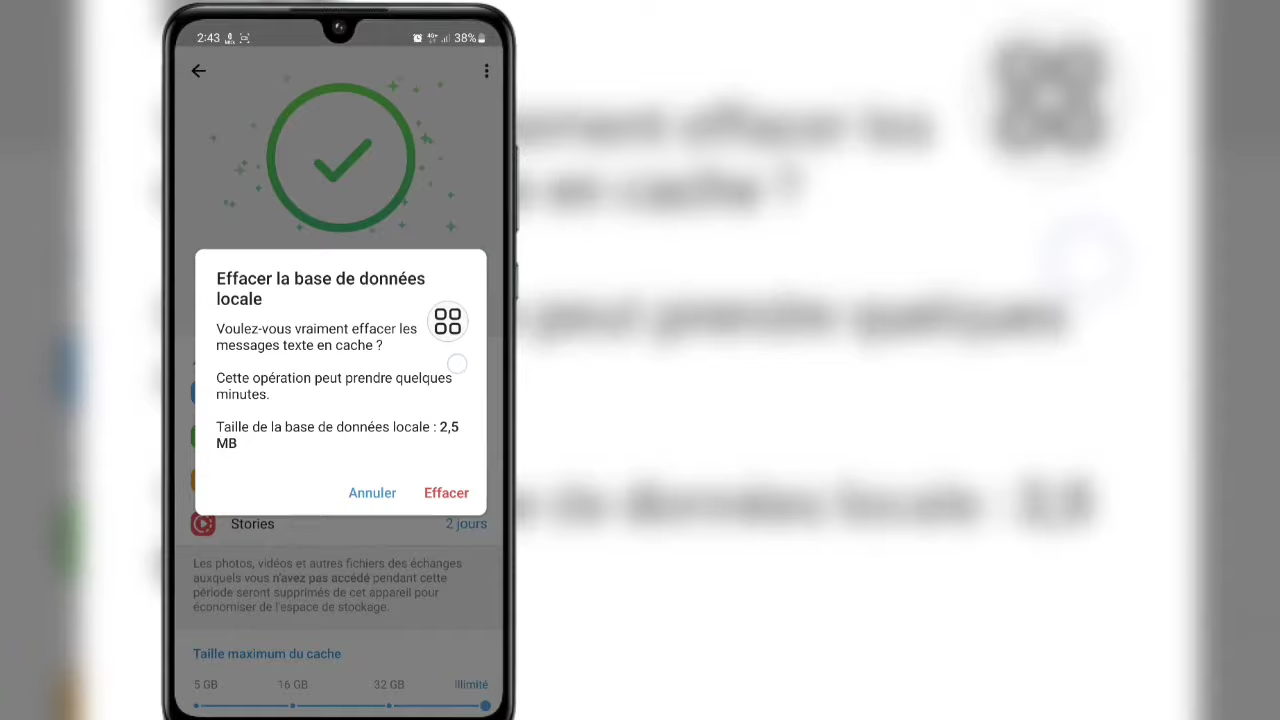 2:43
38%
Effacer la base de données
locale
Voulez-vous vraiment effacer les
messages texte en cache ?
Cette opération peut prendre quelques
minutes.
Taille de la base de données locale : 2,5
MB
Annuler
Effacer
Stories
2 jours
Les photos, vidéos et autres fichiers des échanges
auxquels vous n'avez pas accédé pendant cette
période seront supprimés de cet appareil pour
économiser de l'espace de stockage.
Taille maximum du cache
5 GB
16 GB
32 GB
Illimité